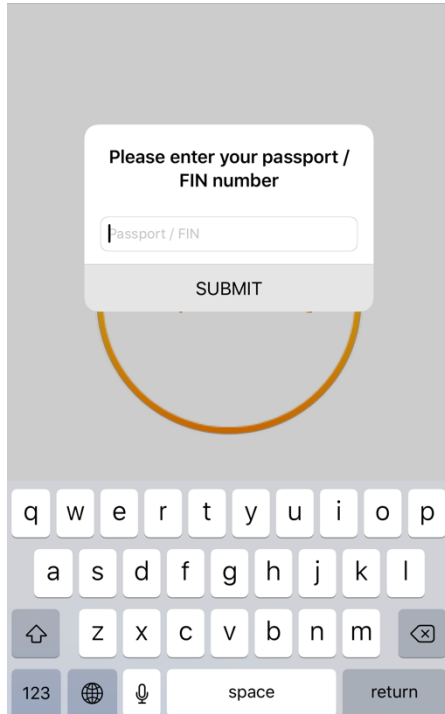 Please enter your passport /
FIN number
Passport / FIN
SUBMIT
q w e r t y u i o p
a s d f g h j k l
z x c v b n m
123 space return